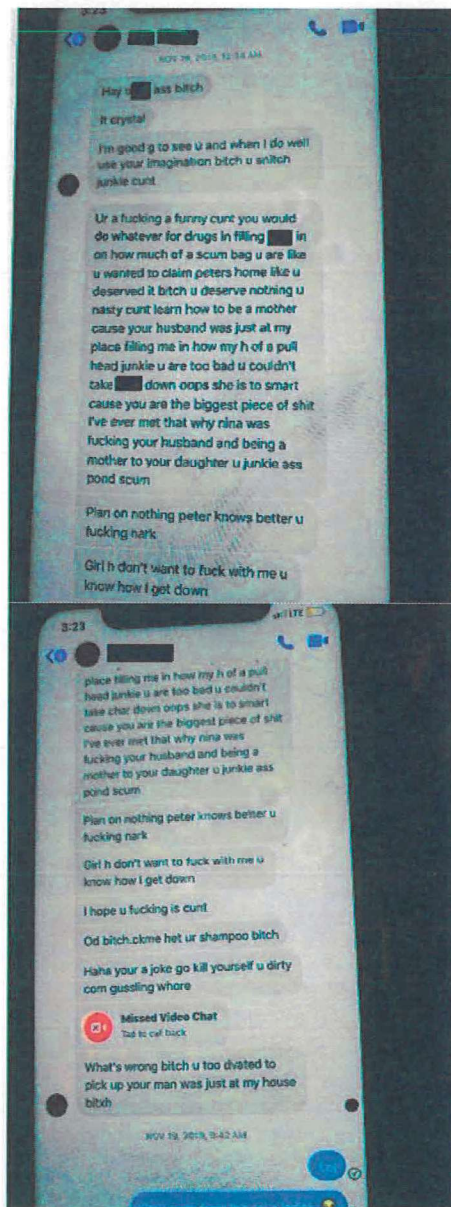 3:23
NOV 19, 2019, 12:14 AM
Hay u ass bitch
It crystal
I'm good g to see u and when I do well
use your imagination bitch u snitch
junkie cunt
Ur a fucking a funny cunt you would
do whatever for drugs in filling in
on how much of a scum bag u are like
u wanted to claim peters home like u
deserved it bitch u deserve nothing u
nasty cunt learn how to be a mother
cause your husband was just at my
place filling me in how my h of a pull
head junkie u are too bad u couldn't
take down oops she is to smart
cause you are the biggest piece of shit
I've ever met that why nina was
fucking your husband and being a
mother to your daughter u junkie ass
pond scum
Plan on nothing peter knows better u
fucking nark
Girl h don't want to fuck with me u
know how I get down
3:23
LTE
place filling me in how my h of a pull
head junkie u are too bad u couldn't
take char down oops she is to smart
cause you are the biggest piece of shit
I've ever met that why nina was
fucking your husband and being a
mother to your daughter u junkie ass
pond scum
Plan on nothing peter knows better u
fucking nark
Girl h don't want to fuck with me u
know how I get down
I hope u fucking is cunt
Od bitch.ckme het ur shampoo bitch
Haha your a joke go kill yourself u dirty
com gussling whore
Missed Video Chat
Tap to call back
What's wrong bitch u too dvated to
pick up your man was just at my house
bitxh
NOV 19, 2019, 9:42 AM